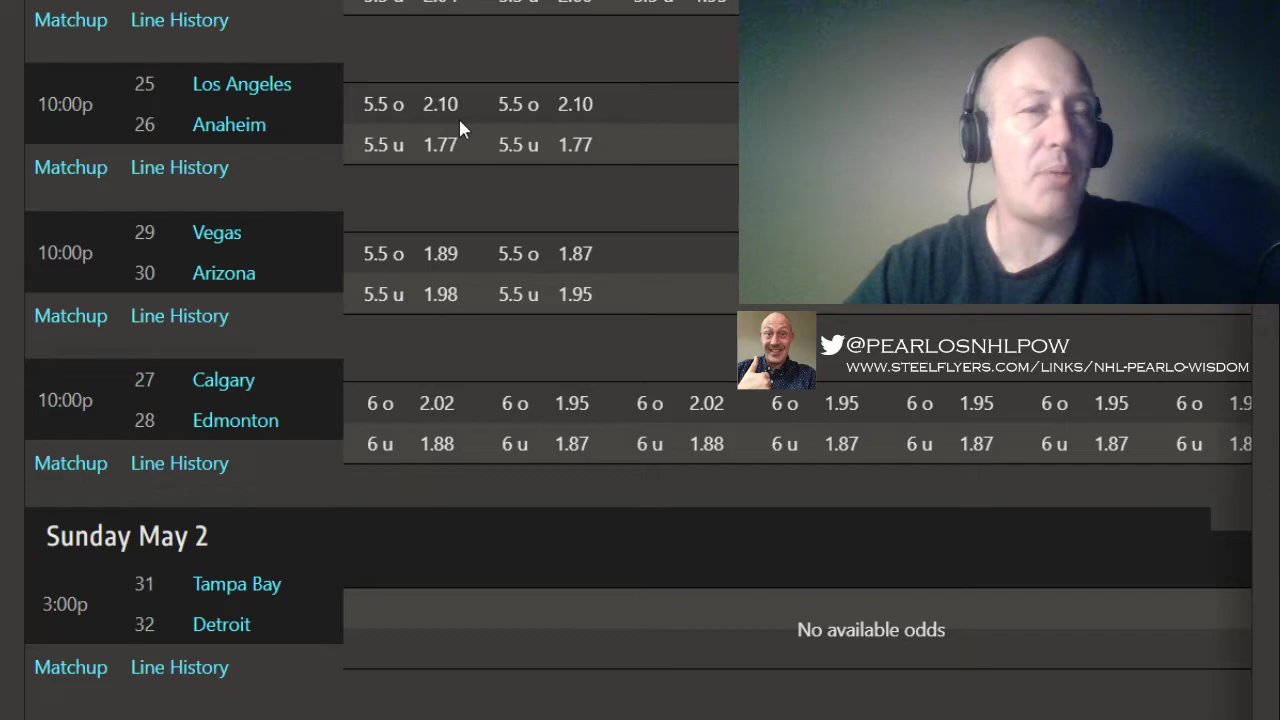 Matchup Line History
25 Los Angeles
10:00p 5.5 o 2.10 5.5 o 2.10
26 Anaheim
5.5 u 1.77 5.5 u 1.77
Matchup Line History
29 Vegas
10:00p 5.5 o 1.89 5.5 o 1.87
30 Arizona
5.5 u 1.98 5.5 u 1.95
Matchup Line History
@PEARLOSNHLPOW
WWW.STEELFLYERS.COM/LINKS/NHL-PEARLO-WISDOM
27 Calgary
10:00p 6 o 2.02 6 o 1.95 6 o 2.02 6 o 1.95 6 o 1.95 6 o 1.95 6 o
28 Edmonton
6 u 1.88 6 u 1.87 6 u 1.88 6 u 1.87 6 u 1.87 6 u 1.87 6 u
Matchup Line History
Sunday May 2
31 Tampa Bay
3:00p
32 Detroit
No available odds
Matchup Line History